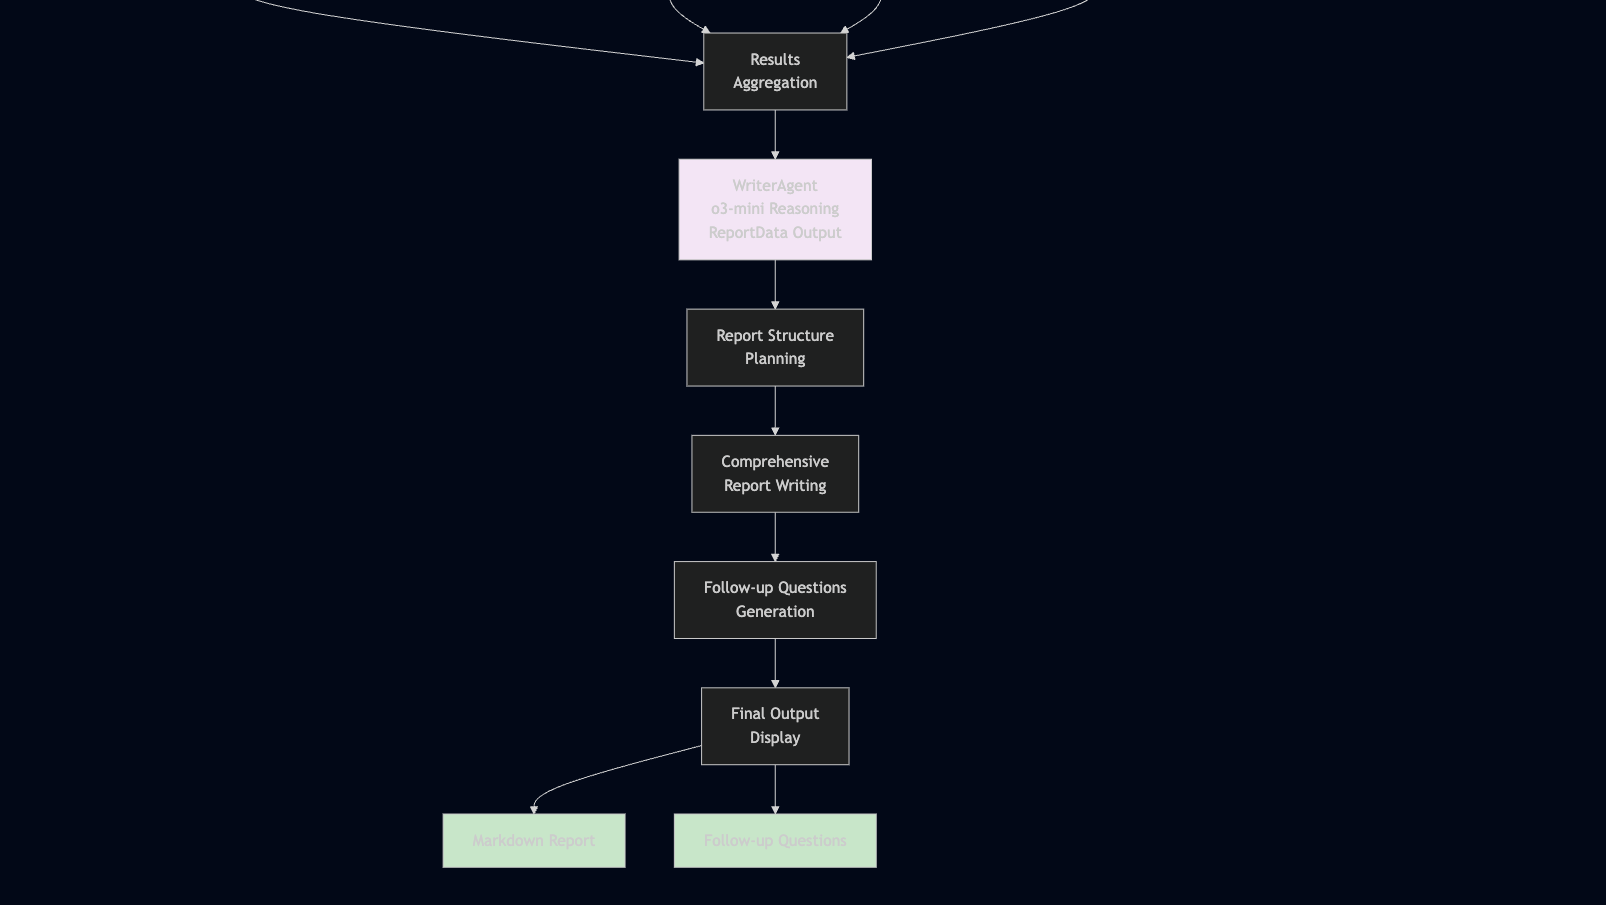 Results
Aggregation
WriterAgent
o3-mini Reasoning
ReportData Output
Report Structure
Planning
Comprehensive
Report Writing
Follow-up Questions
Generation
Final Output
Display
Markdown Report
Follow-up Questions